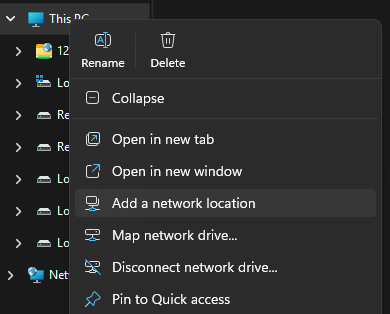 This PC
Rename Delete
12
Collapse
Lo
Re
Open in new tab
Re
Open in new window
Lo
Add a network location
Lo
Map network drive...
Lo
Disconnect network drive...
Net
Pin to Quick access